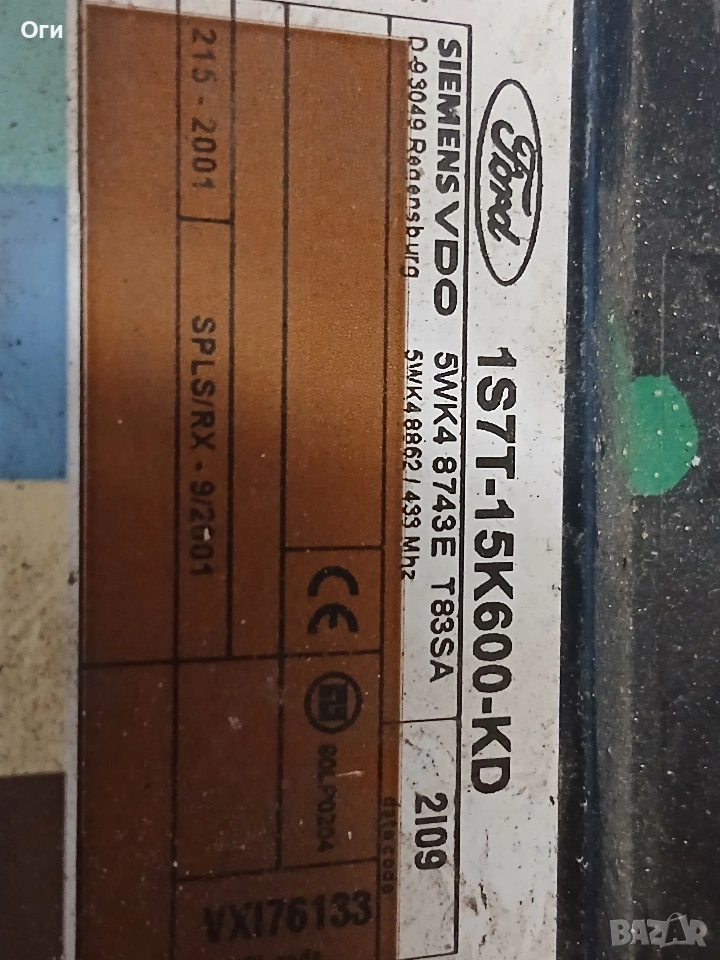 Оги
Ford
1S7T-15K600-KD
SIEMENS VDO 5WK4 8743E T83SA 2109
D-93049 Regensburg 5WK48862 / 433 Mhz
datecode
CE
215-2001 SPLS/RX - 9/2001
VXI76133
BAZAR